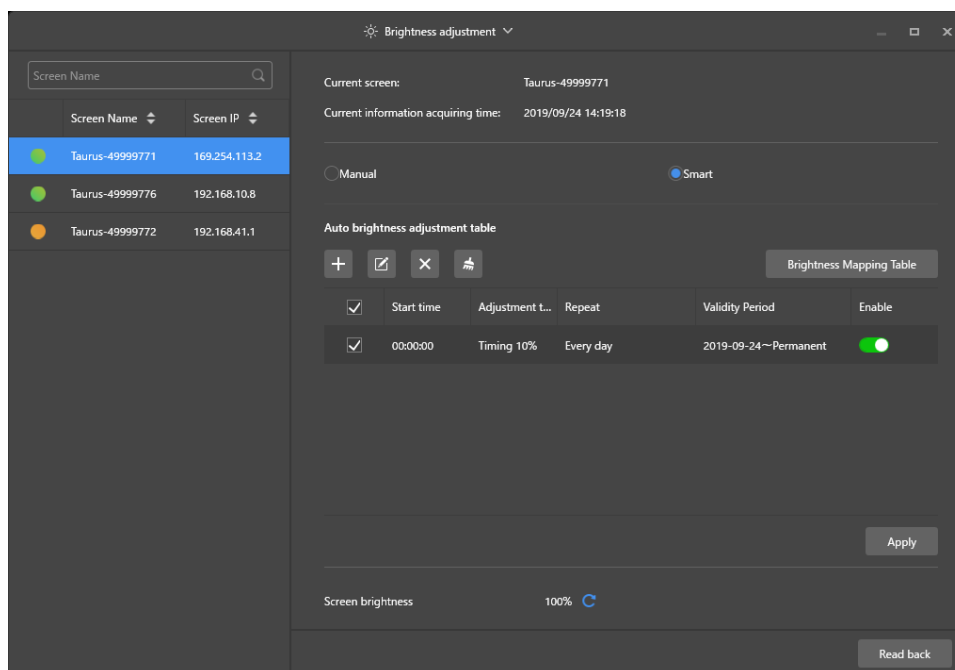 Brightness adjustment
Screen Name
Screen Name Screen IP
Taurus-49999771 169.254.113.2
Taurus-49999776 192.168.10.8
Taurus-49999772 192.168.41.1
Current screen: Taurus-49999771
Current information acquiring time: 2019/09/24 14:19:18
Manual Smart
Auto brightness adjustment table
Brightness Mapping Table
Start time Adjustment t... Repeat Validity Period Enable
00:00:00 Timing 10% Every day 2019-09-24~Permanent
Apply
Screen brightness 100%
Read back